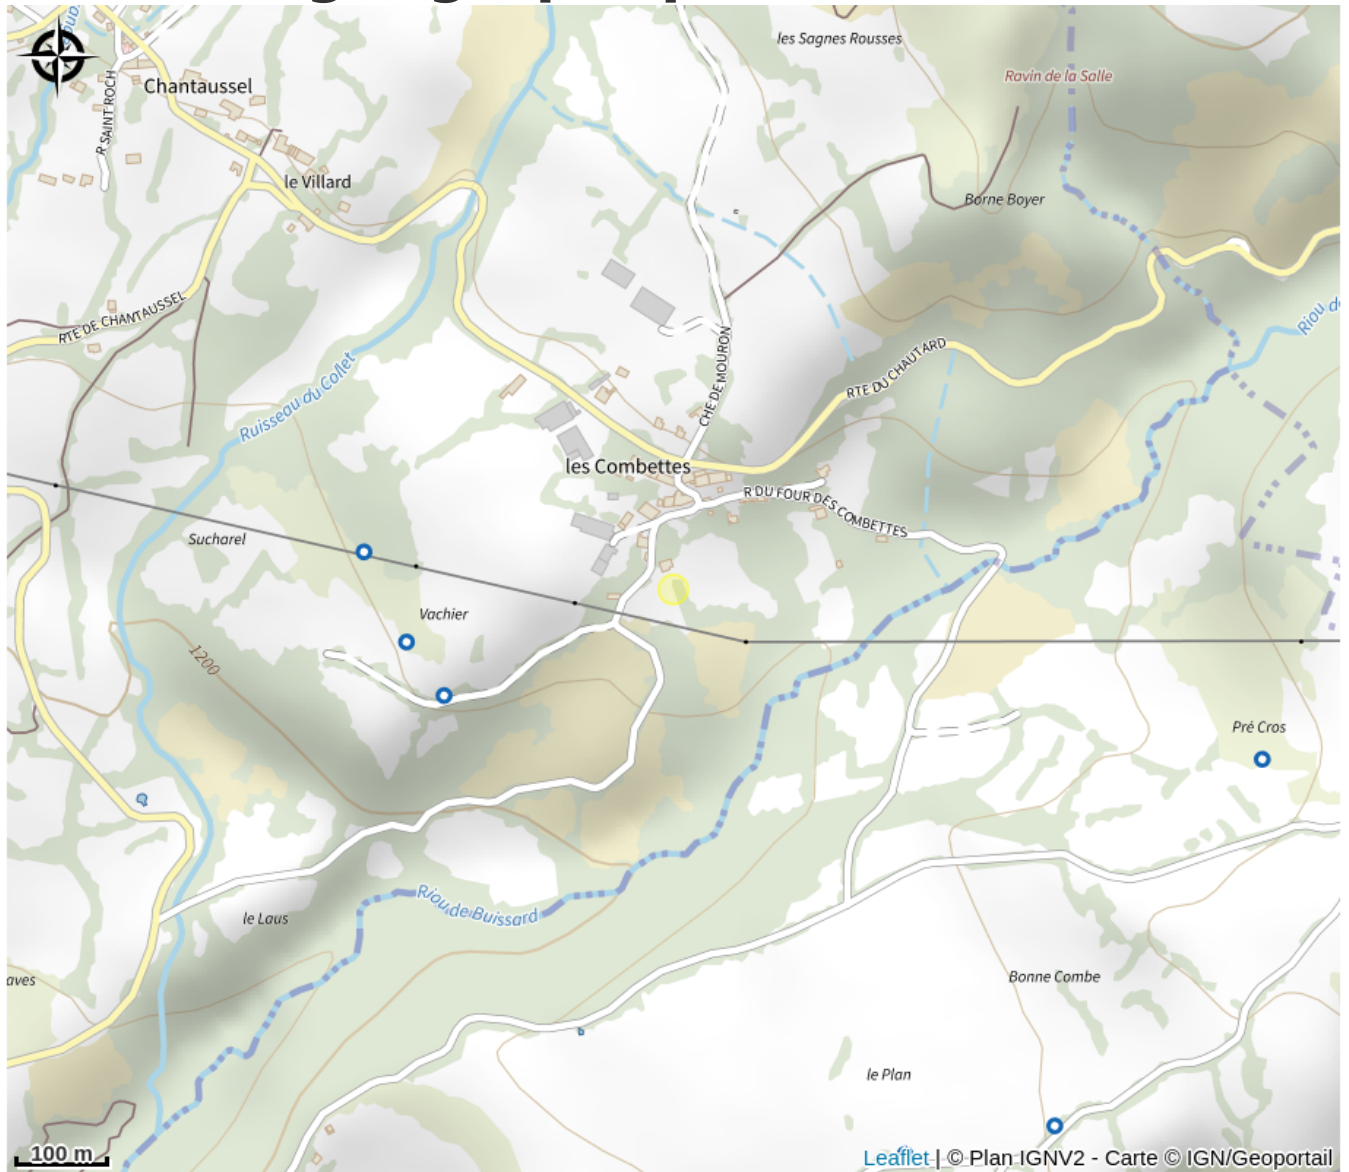 les Sagnes Rousses
Ravin de la Salle
Chantaussel
R SAINT ROCH
le Villard
Borne Boyer
RTE DE CHANTAUSSEL
Riou de
CHE DE MOURON
RTE DU CHAUTARD
Ruisseau du Collet
les Combettes
R DU FOUR DES COMBETTES
Sucharel
Vachier
1200
Pré Cros
Riou de Buissard
le Laus
aves
Bonne Combe
le Plan
100 m
Leaflet | © Plan IGNV2 - Carte © IGN/Geoportail